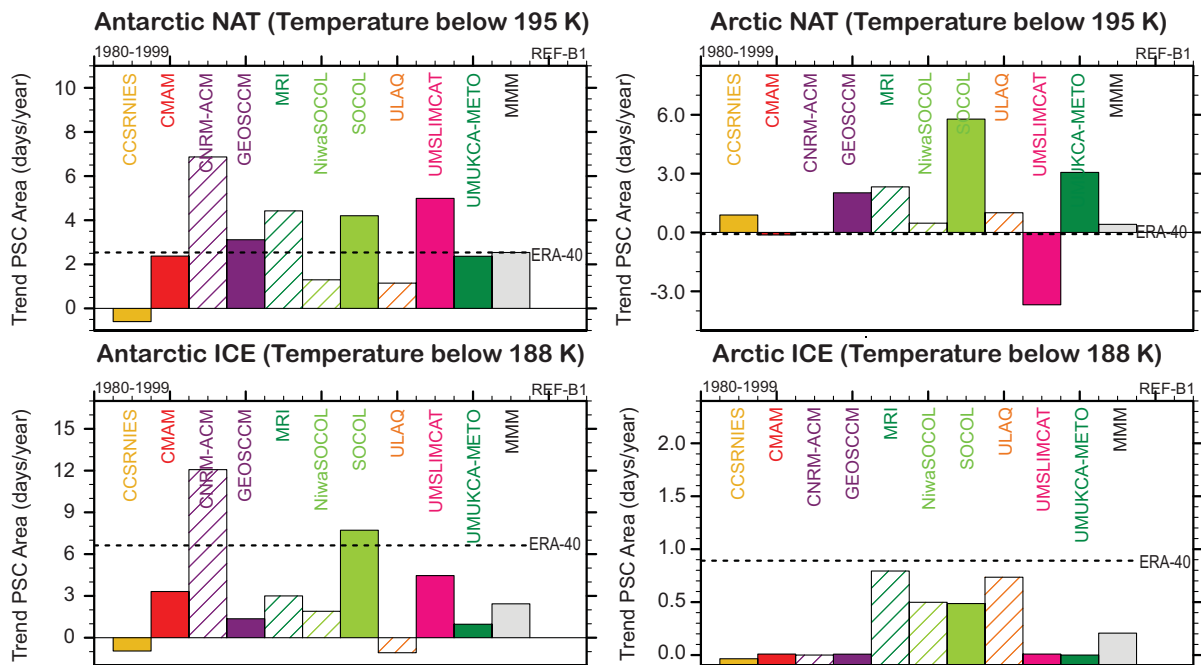 Antarctic NAT (Temperature below 195 K)
1980-1999
REF-B1
Trend PSC Area (days/year)
11
8
6
4
2
0
CCSRNIES
CMAM
CNRM-ACM
GEOSCCM
MRI
NiwaSOCOL
SOCOL
ULAQ
UMSLIMCAT
UMUKCA-METO
MMM
ERA-40
Arctic NAT (Temperature below 195 K)
1980-1999
REF-B1
Trend PSC Area (days/year)
6.0
3.0
0.0
-3.0
CCSRNIES
CMAM
CNRM-ACM
GEOSCCM
MRI
NiwaSOCOL
SOCOL
ULAQ
UMSLIMCAT
UMUKCA-METO
MMM
ERA-40
Antarctic ICE (Temperature below 188 K)
1980-1999
REF-B1
Trend PSC Area (days/year)
15
12
9
6
3
0
CCSRNIES
CMAM
CNRM-ACM
GEOSCCM
MRI
NiwaSOCOL
SOCOL
ULAQ
UMSLIMCAT
UMUKCA-METO
MMM
ERA-40
Arctic ICE (Temperature below 188 K)
1980-1999
REF-B1
Trend PSC Area (days/year)
2.0
1.5
1.0
0.5
0.0
CCSRNIES
CMAM
CNRM-ACM
GEOSCCM
MRI
NiwaSOCOL
SOCOL
ULAQ
UMSLIMCAT
UMUKCA-METO
MMM
ERA-40